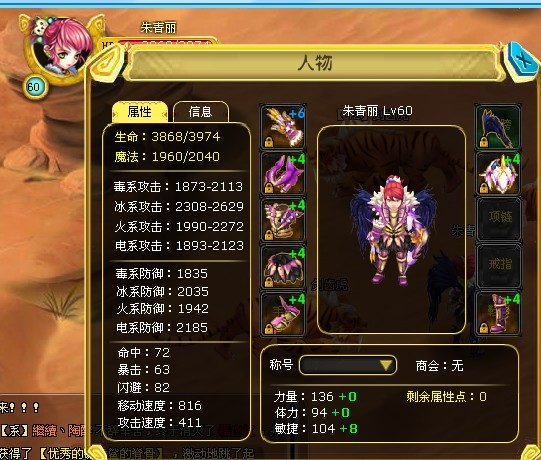 朱青丽
60
人物
属性 信息
朱青丽 Lv60
生命：3868/3974
魔法：1960/2040
毒系攻击：1873-2113
冰系攻击：2308-2629
火系攻击：1990-2272
电系攻击：1893-2123
毒系防御：1835
冰系防御：2035
火系防御：1942
电系防御：2185
命中：72
暴击：63
闪避：82
移动速度：816
攻击速度：411
+6
+4
+4
+4
+4
+4
项链
戒指
+4
称号 商会：无
力量：136 +0 剩余属性点：0
体力：94 +0
敏捷：104 +8
来！！！
【系】繼續、陶
获得了【优秀的